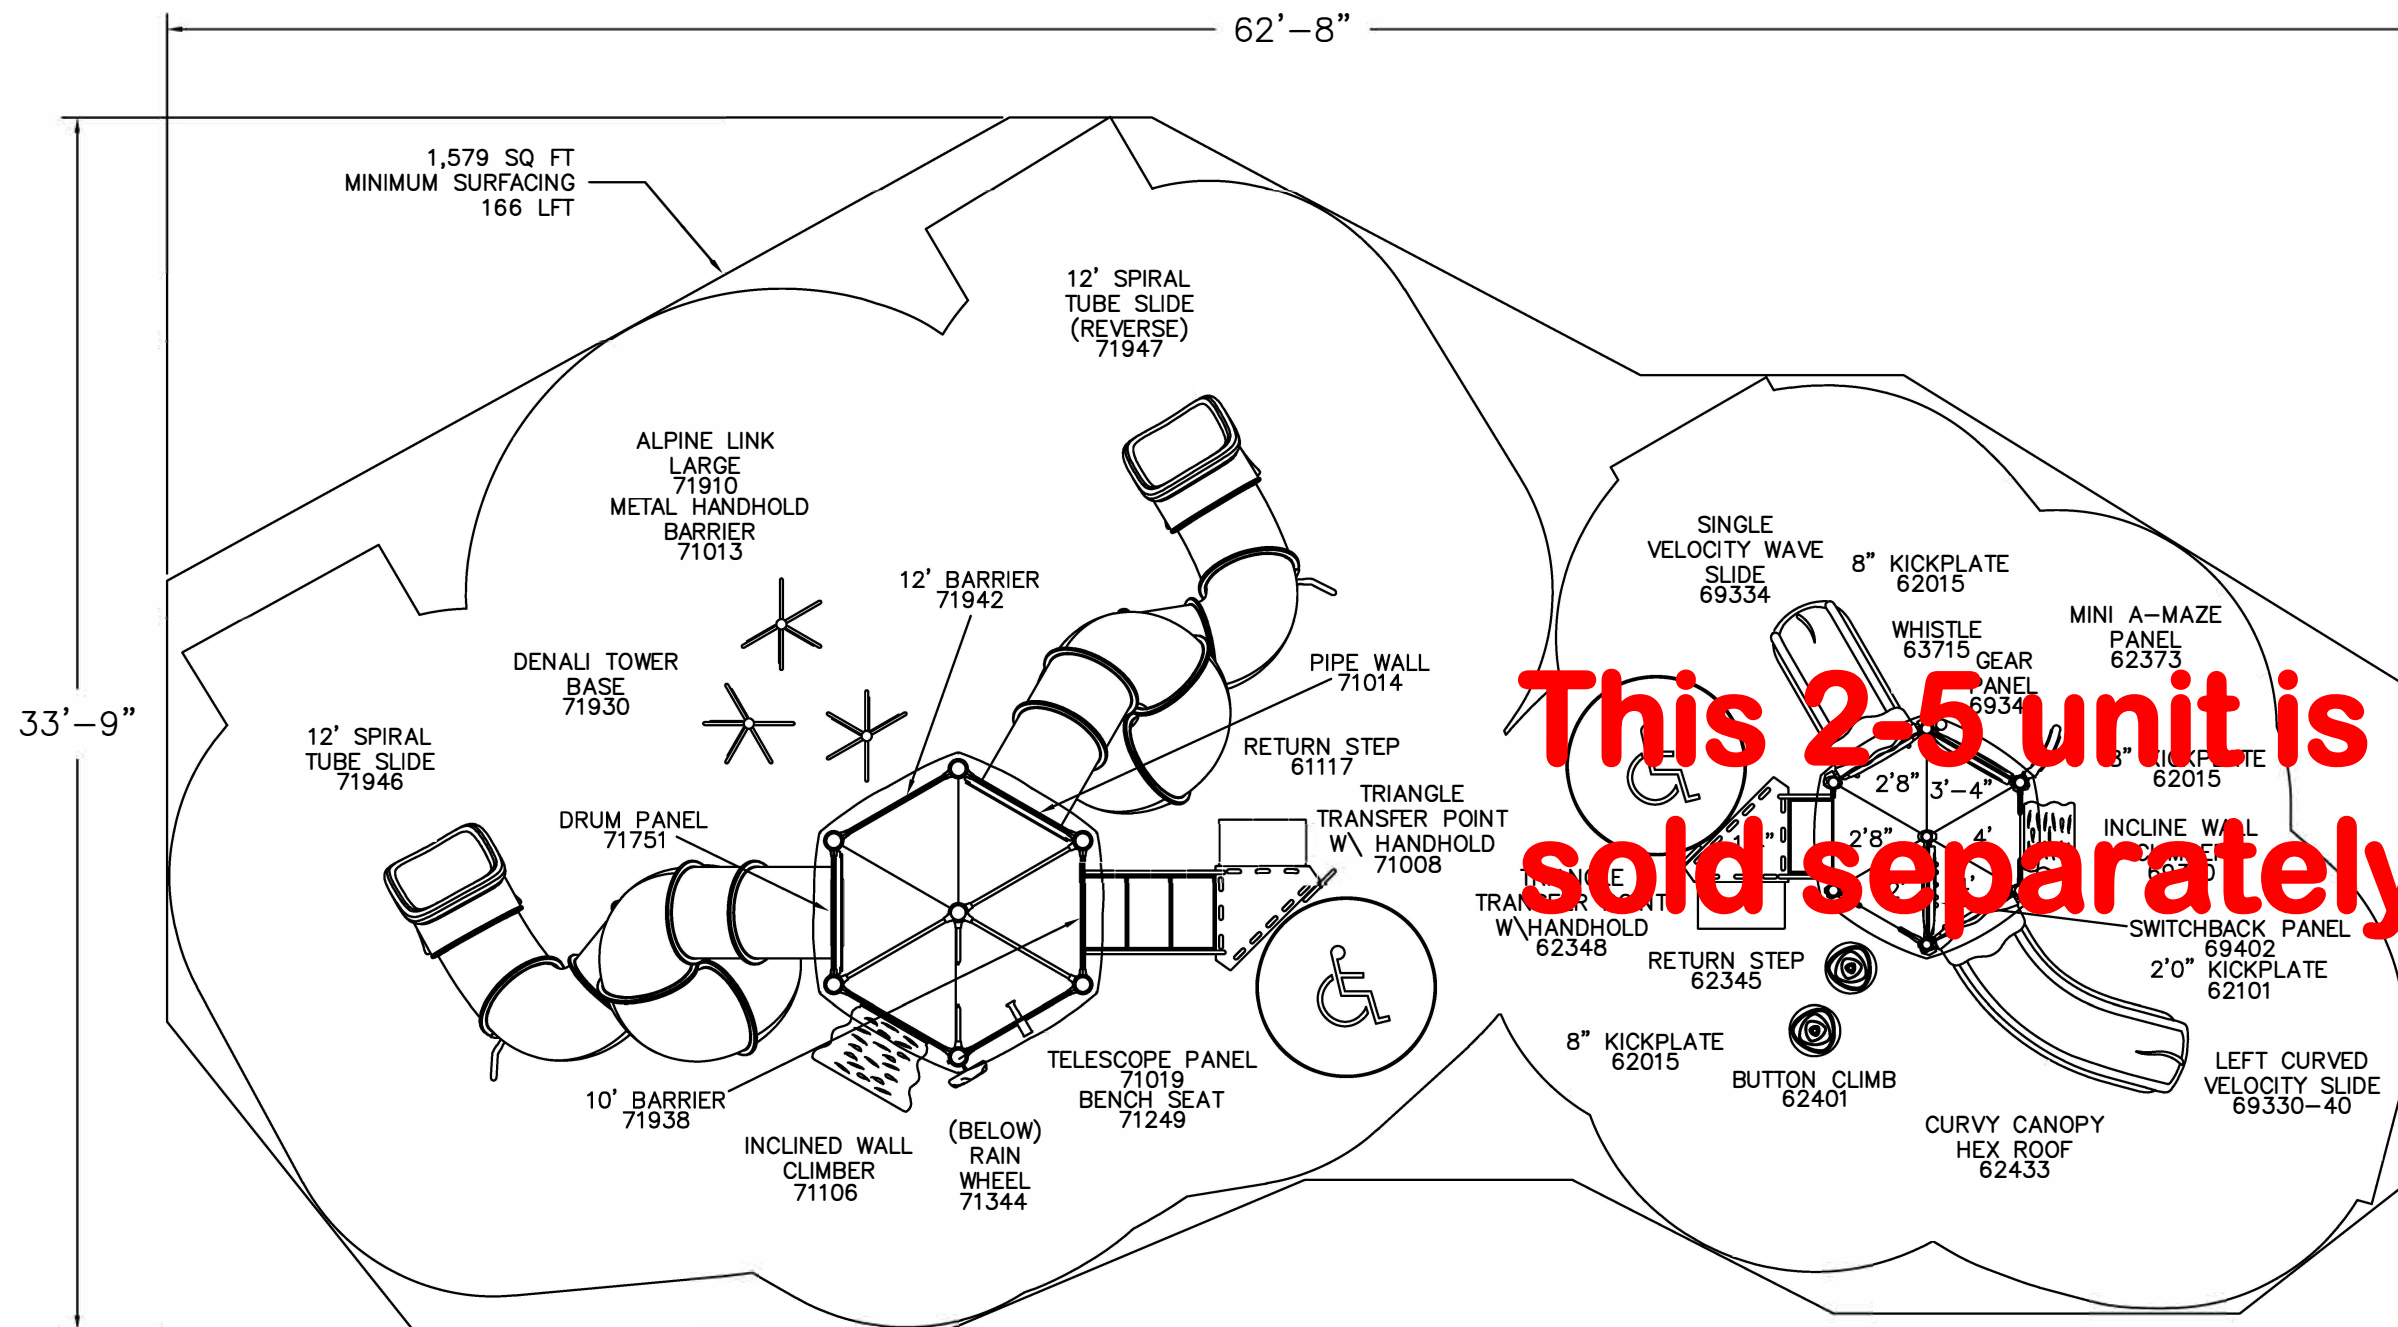 62'-8"
33'-9"
1,579 SQ FT
MINIMUM SURFACING
166 LFT
12' SPIRAL
TUBE SLIDE
(REVERSE)
71947
ALPINE LINK
LARGE
71910
METAL HANDHOLD
BARRIER
71013
12' BARRIER
71942
DENALI TOWER
BASE
71930
12' SPIRAL
TUBE SLIDE
71946
PIPE WALL
71014
RETURN STEP
61117
DRUM PANEL
71751
TRIANGLE
TRANSFER POINT
W\ HANDHOLD
71008
10' BARRIER
71938
TELESCOPE PANEL
71019
BENCH SEAT
71249
INCLINED WALL
CLIMBER
71106
(BELOW)
RAIN
WHEEL
71344
SINGLE
VELOCITY WAVE
SLIDE
69334
8" KICKPLATE
62015
WHISTLE
63715
GEAR
PANEL
MINI A-MAZE
PANEL
62373
This 2-5 unit is
sold separately
KICKPLATE
62015
2'8"
3'-4"
2'8"
4'
INCLINE WALL
TRIANGLE
TRANSFER POINT
W\HANDHOLD
62348
SWITCHBACK PANEL
69402
2'0" KICKPLATE
62101
RETURN STEP
62345
8" KICKPLATE
62015
BUTTON CLIMB
62401
LEFT CURVED
VELOCITY SLIDE
69330-40
CURVY CANOPY
HEX ROOF
62433